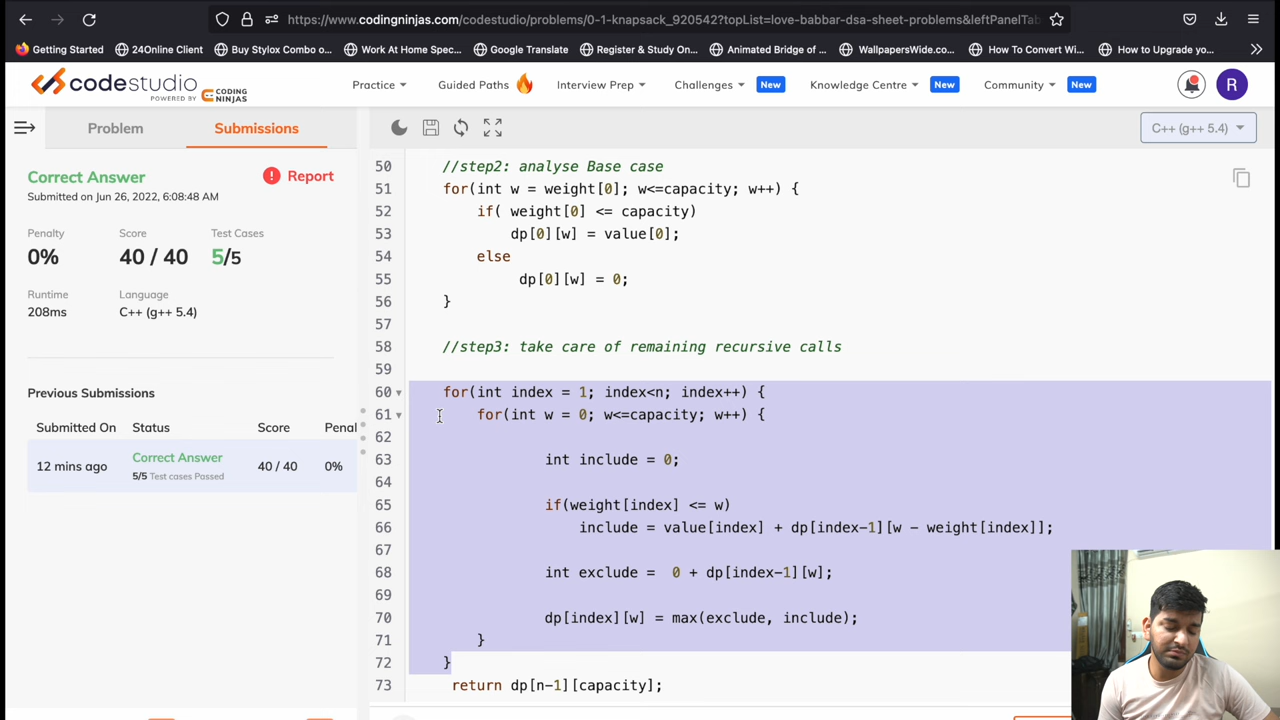 https://www.codingninjas.com/codestudio/problems/0-1-knapsack_920542?topList=love-babbar-dsa-sheet-problems&leftPanelTab
Getting Started 24Online Client Buy Stylox Combo o... Work At Home Spec... Google Translate Register & Study On... Animated Bridge of ... WallpapersWide.co... How To Convert Wi... How to Upgrade yo...
codestudio
POWERED BY CODING NINJAS
Practice Guided Paths Interview Prep Challenges New Knowledge Centre New Community New R
Problem Submissions C++ (g++ 5.4)
Correct Answer Report
Submitted on Jun 26, 2022, 6:08:48 AM
Penalty Score Test Cases
0% 40 / 40 5/5
Runtime Language
208ms C++ (g++ 5.4)
Previous Submissions
Submitted On Status Score Penal
12 mins ago Correct Answer 40 / 40 0%
5/5 Test cases Passed
50 //step2: analyse Base case
51 for(int w = weight[0]; w<=capacity; w++) {
52 if( weight[0] <= capacity)
53 dp[0][w] = value[0];
54 else
55 dp[0][w] = 0;
56 }
57
58 //step3: take care of remaining recursive calls
59
60 for(int index = 1; index<n; index++) {
61 for(int w = 0; w<=capacity; w++) {
62
63 int include = 0;
64
65 if(weight[index] <= w)
66 include = value[index] + dp[index-1][w - weight[index]];
67
68 int exclude = 0 + dp[index-1][w];
69
70 dp[index][w] = max(exclude, include);
71 }
72 }
73 return dp[n-1][capacity];